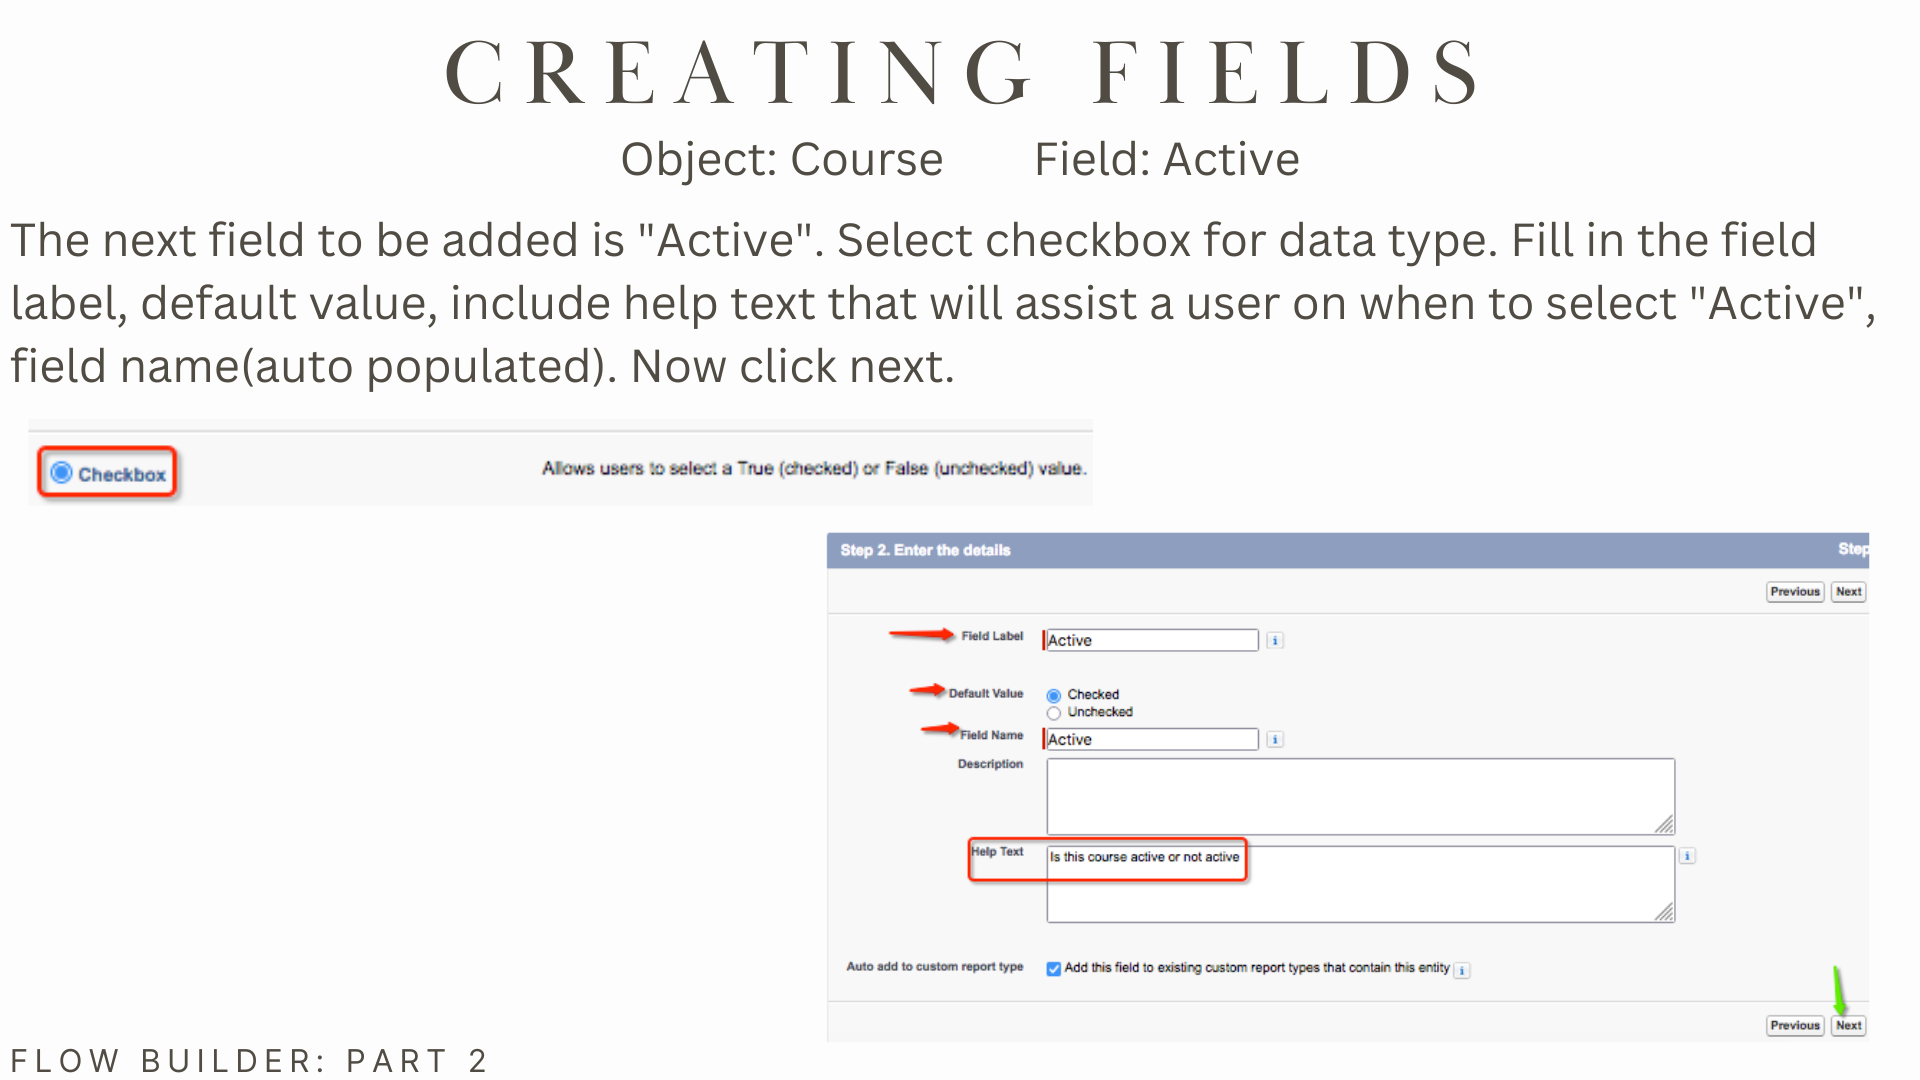 CREATING FIELDS
Object: Course Field: Active
The next field to be added is "Active". Select checkbox for data type. Fill in the field
label, default value, include help text that will assist a user on when to select "Active",
field name(auto populated). Now click next.
Checkbox
Allows users to select a True (checked) or False (unchecked) value.
Step 2. Enter the details
Step
Previous Next
Field Label Active i
Default Value Checked
Unchecked
Field Name Active i
Description
Help Text Is this course active or not active i
Auto add to custom report type Add this field to existing custom report types that contain this entity i
Previous Next
FLOW BUILDER: PART 2